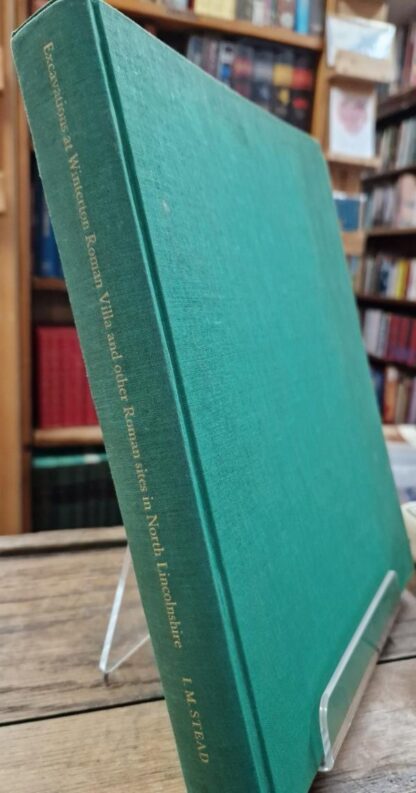 Excavations at Winterton Roman Villa and other Roman sites in North Lincolnshire I. M. STEAD